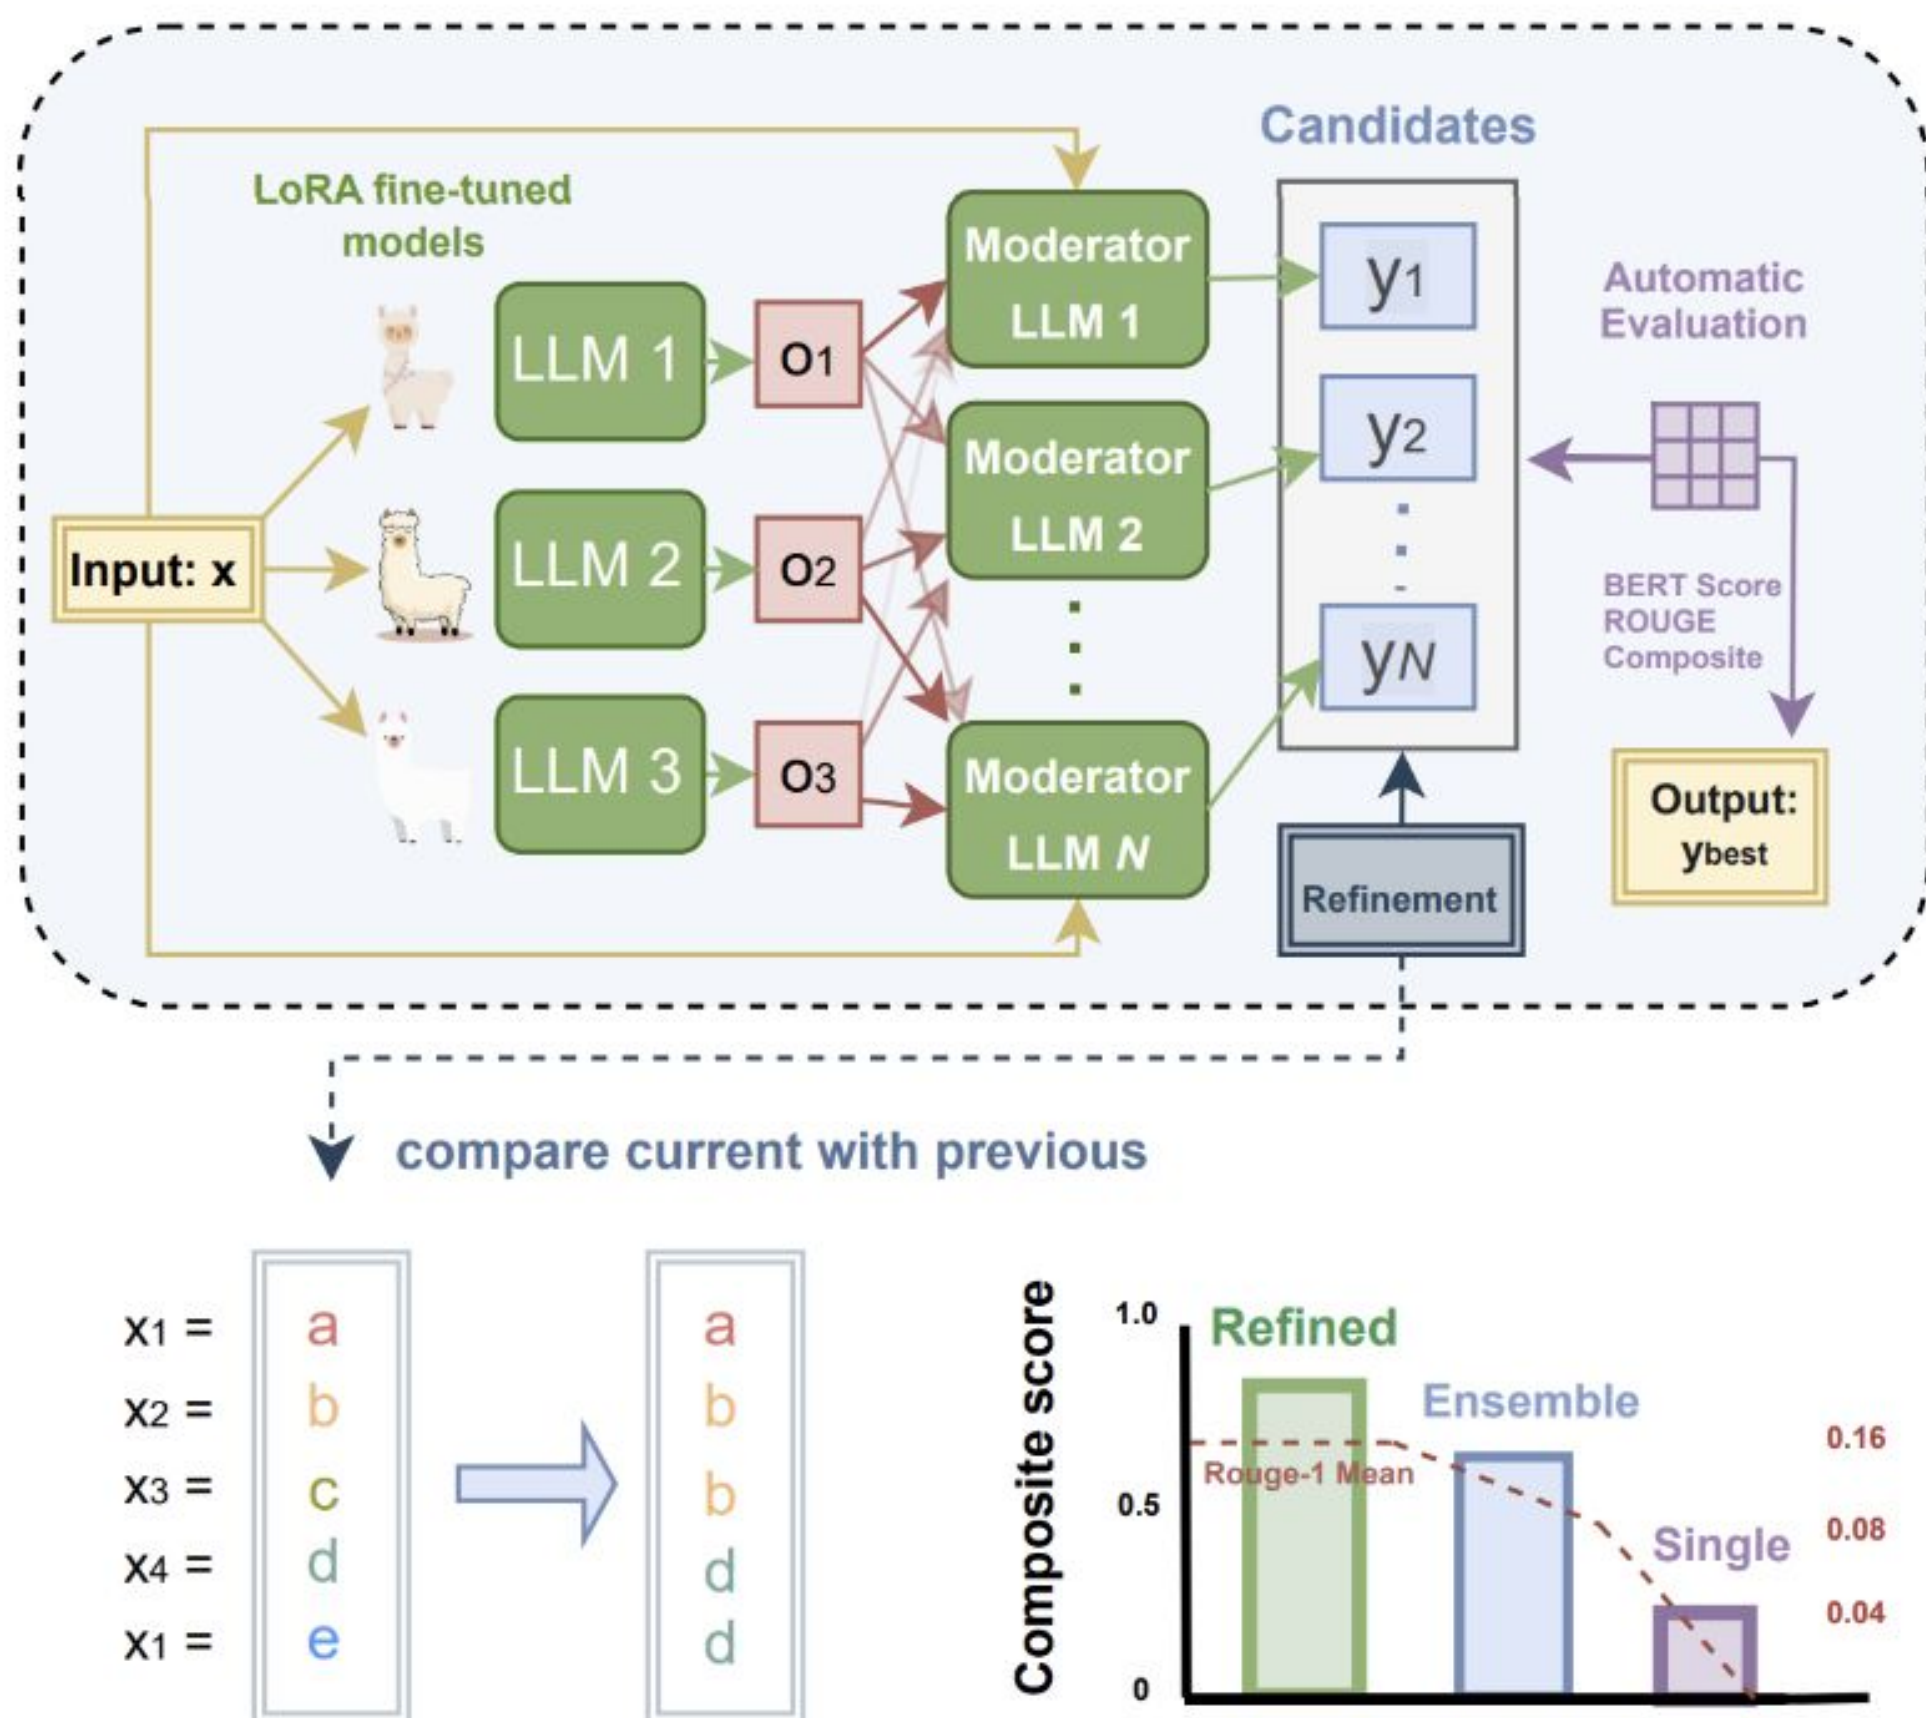 Candidates
LoRA fine-tuned
models
Moderator
LLM 1
y1
Automatic
Evaluation
LLM 1
O1
Moderator
LLM 2
y2
Input: x
LLM 2
O2
BERT Score
ROUGE
Composite
yN
LLM 3
O3
Moderator
LLM N
Output:
ybest
Refinement
compare current with previous
x1 = a a
x2 = b b
x3 = c b
x4 = d d
x1 = e d
Composite score
1.0
0.5
0
Refined
Ensemble
Single
Rouge-1 Mean
0.16
0.08
0.04